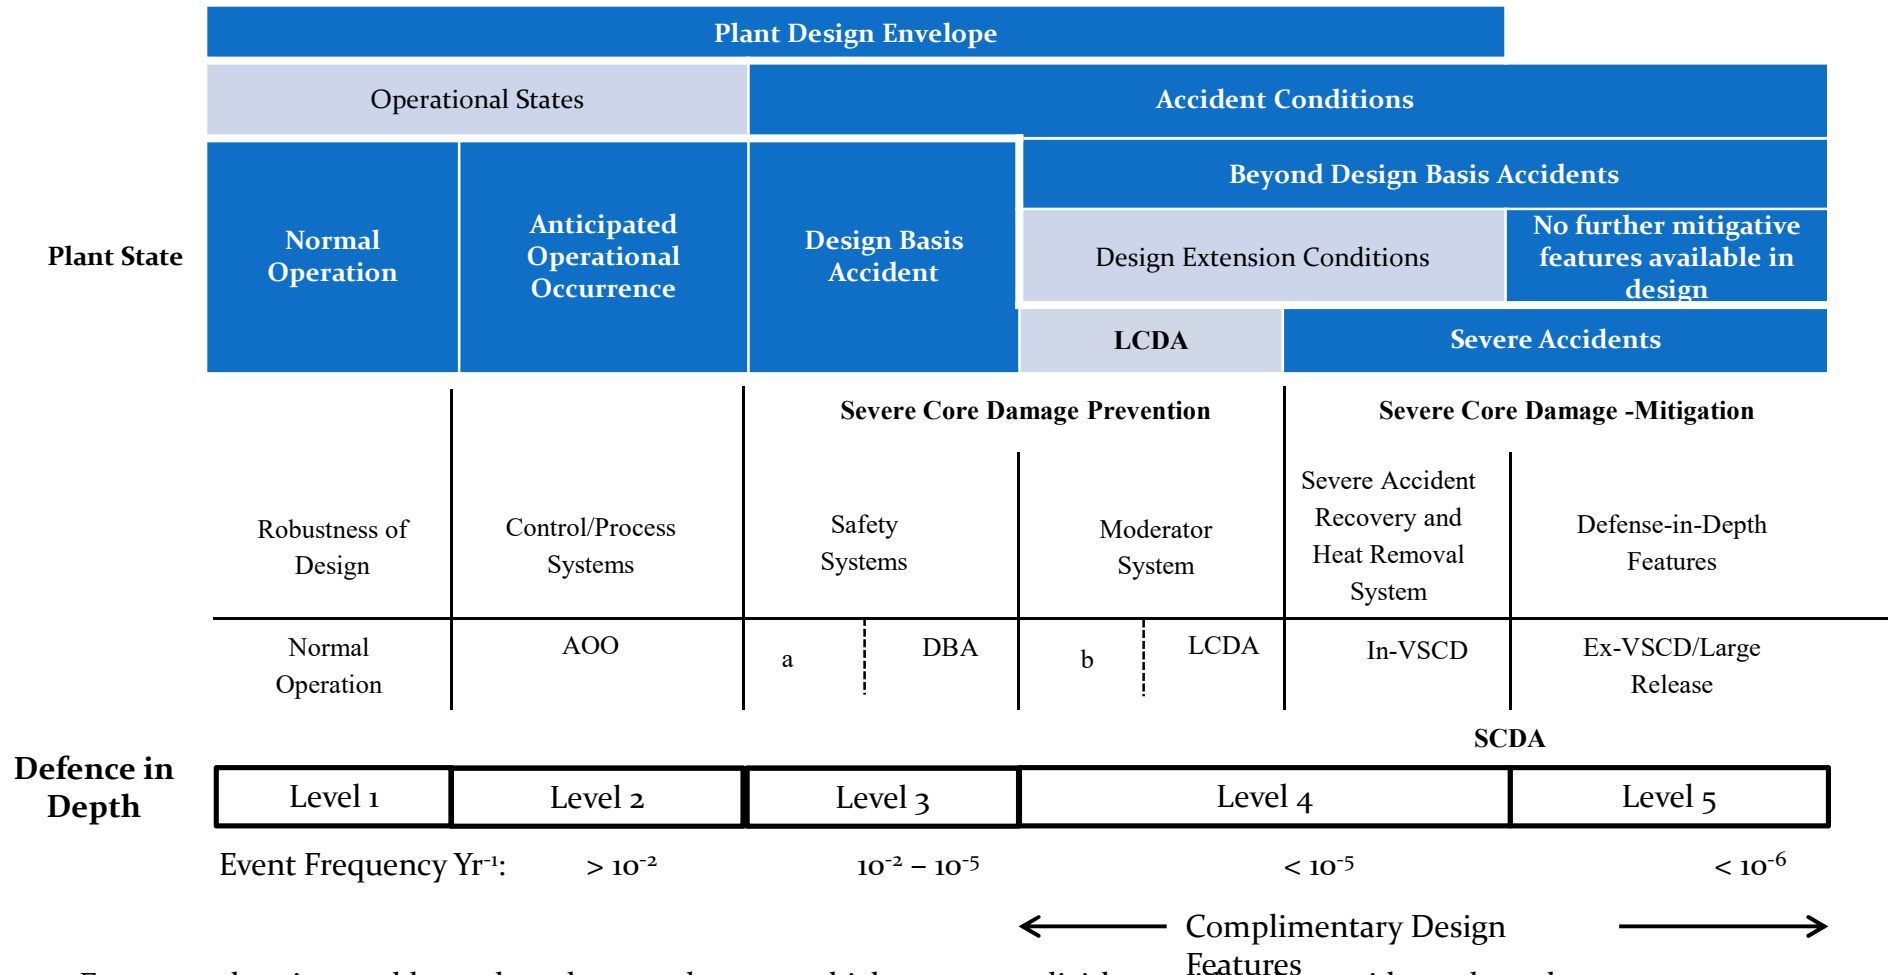 Plant Design Envelope
Operational States
Accident Conditions
Beyond Design Basis Accidents
Plant State
Normal
Operation
Anticipated
Operational
Occurrence
Design Basis
Accident
Design Extension Conditions
No further mitigative
features available in
design
LCDA
Severe Accidents
Severe Core Damage Prevention
Severe Core Damage -Mitigation
Robustness of
Design
Control/Process
Systems
Safety
Systems
Moderator
System
Severe Accident
Recovery and
Heat Removal
System
Defense-in-Depth
Features
Normal
Operation
AOO
a
DBA
b
LCDA
In-VSCD
Ex-VSCD/Large
Release
SCDA
Defence in
Depth
Level 1
Level 2
Level 3
Level 4
Level 5
Event Frequency Yr⁻¹:
> 10⁻²
10⁻² – 10⁻⁵
< 10⁻⁵
< 10⁻⁶
Complimentary Design
Features